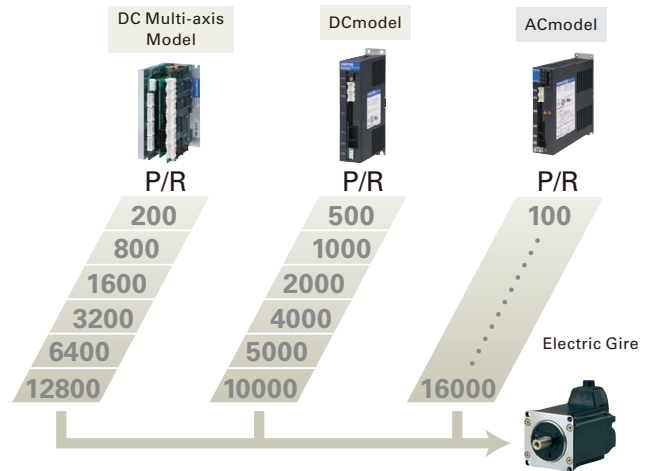 DC Multi-axis
Model
DCmodel
ACmodel
P/R
P/R
P/R
200
800
1600
3200
6400
12800
500
1000
2000
4000
5000
10000
100
16000
Electric Gire